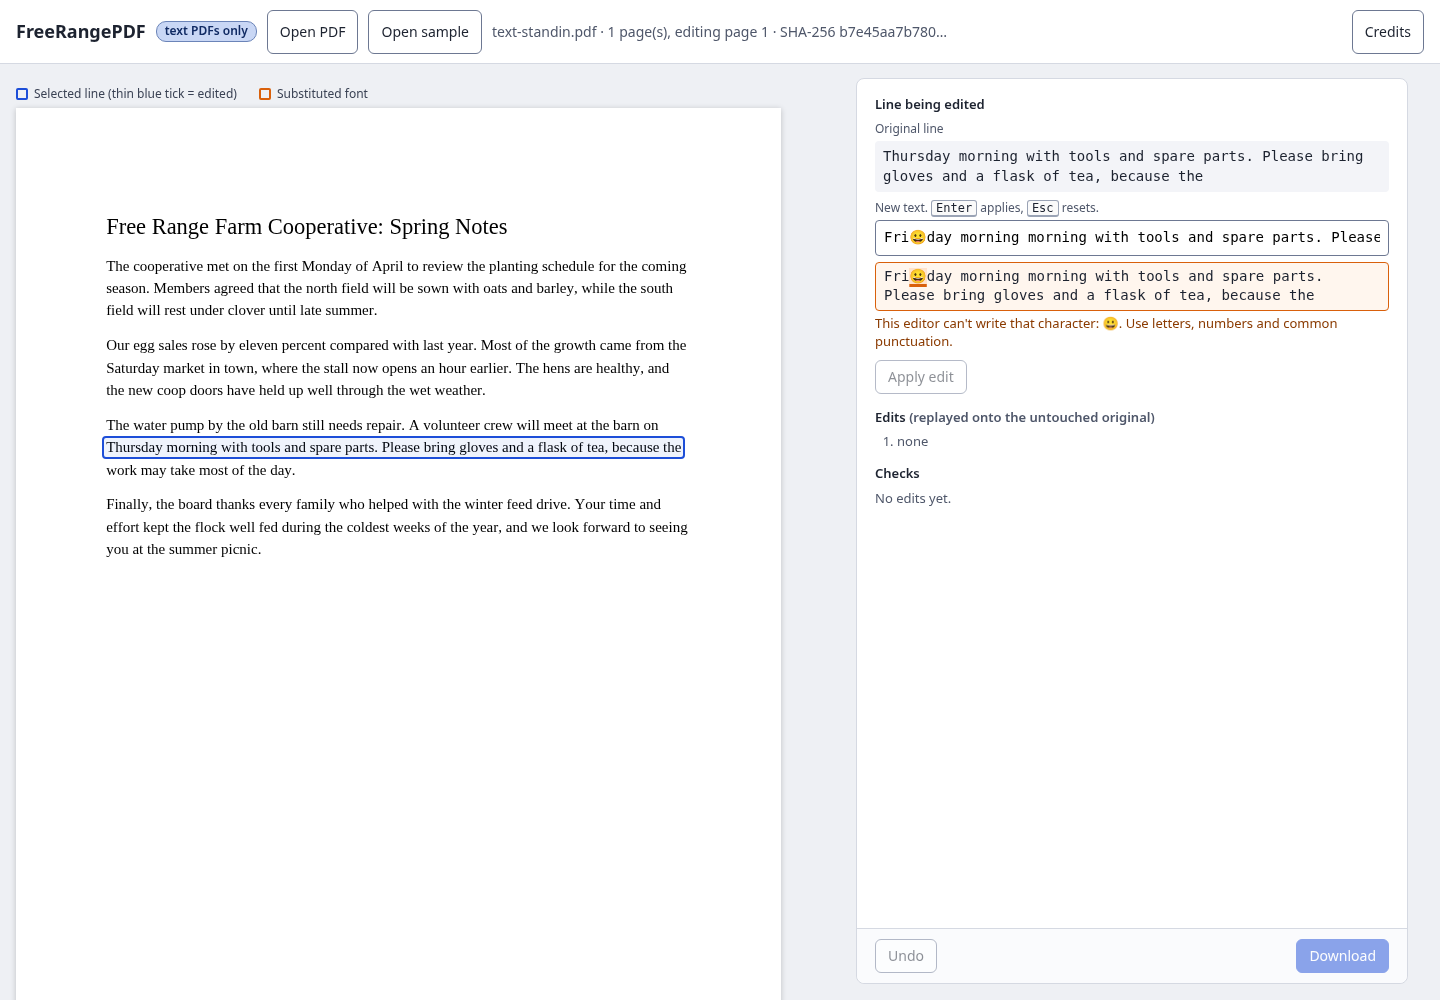 FreeRangePDF text PDFs only Open PDF Open sample text-standin.pdf · 1 page(s), editing page 1 · SHA-256 b7e45aa7b780… Credits
Selected line (thin blue tick = edited) Substituted font
Free Range Farm Cooperative: Spring Notes
The cooperative met on the first Monday of April to review the planting schedule for the coming
season. Members agreed that the north field will be sown with oats and barley, while the south
field will rest under clover until late summer.
Our egg sales rose by eleven percent compared with last year. Most of the growth came from the
Saturday market in town, where the stall now opens an hour earlier. The hens are healthy, and
the new coop doors have held up well through the wet weather.
The water pump by the old barn still needs repair. A volunteer crew will meet at the barn on
Thursday morning with tools and spare parts. Please bring gloves and a flask of tea, because the
work may take most of the day.
Finally, the board thanks every family who helped with the winter feed drive. Your time and
effort kept the flock well fed during the coldest weeks of the year, and we look forward to seeing
you at the summer picnic.
Line being edited
Original line
Thursday morning with tools and spare parts. Please bring
gloves and a flask of tea, because the
New text. Enter applies, Esc resets.
Fri😀day morning morning with tools and spare parts. Please
Fri😀day morning morning with tools and spare parts.
Please bring gloves and a flask of tea, because the
This editor can't write that character: 😀. Use letters, numbers and common
punctuation.
Apply edit
Edits (replayed onto the untouched original)
1. none
Checks
No edits yet.
Undo Download